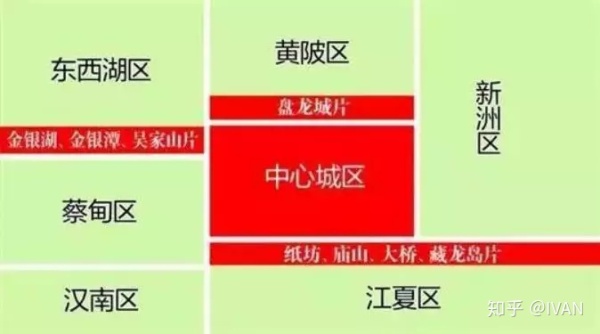 东西湖区
黄陂区
新洲区
盘龙城片
金银湖、金银潭、吴家山片
中心城区
蔡甸区
纸坊、庙山、大桥、藏龙岛片
汉南区
江夏区
知乎 @IVAN